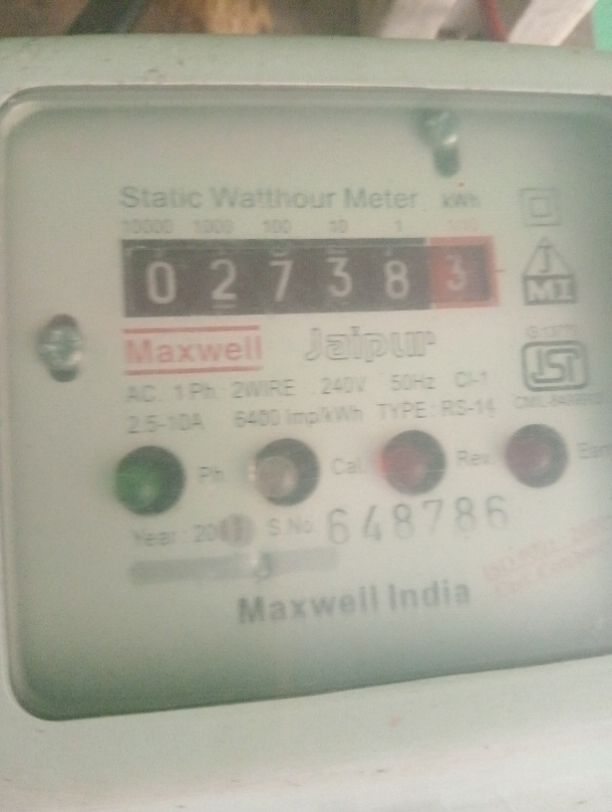 Static Watthour Meter kWh
10000 1000 100 10 1
0 2 7 3 8 3
J
MI
Maxwell Jaipur
AC. 1 Ph. 2WIRE 240V 50Hz Cl-1
2.5-10A 6400 Imp/kWh TYPE: RS-14
ISI
Ph. Cal. Rev.
Year: S.No. 648786
Maxwell India